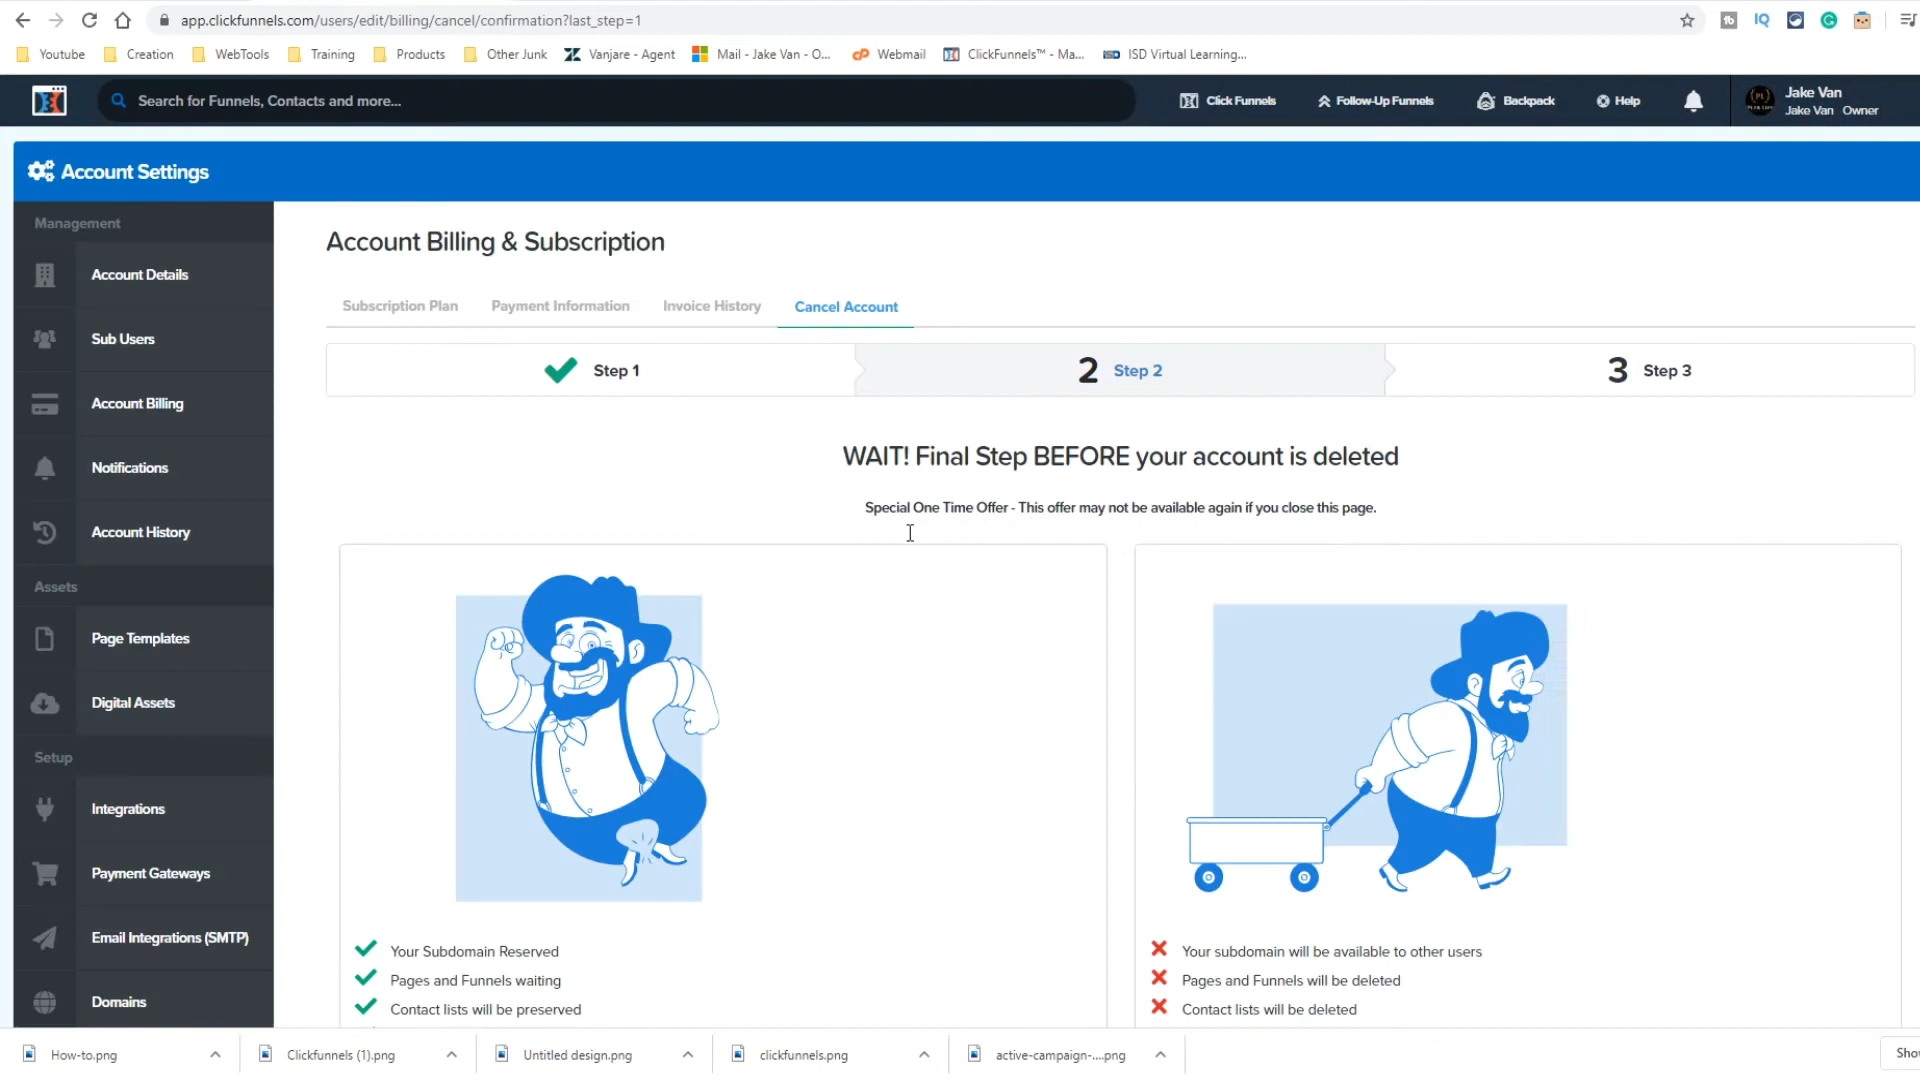 app.clickfunnels.com/users/edit/billing/cancel/confirmation?last_step=1
Youtube Creation WebTools Training Products Other Junk Vanjare - Agent Mail - Jake Van - O... Webmail ClickFunnels™ - Ma... ISD Virtual Learning...
Search for Funnels, Contacts and more... Click Funnels Follow-Up Funnels Backpack Help Jake Van
Jake Van Owner
Account Settings
Management
Account Details
Sub Users
Account Billing
Notifications
Account History
Assets
Page Templates
Digital Assets
Setup
Integrations
Payment Gateways
Email Integrations (SMTP)
Domains
Account Billing & Subscription
Subscription Plan Payment Information Invoice History Cancel Account
Step 1 2 Step 2 3 Step 3
WAIT! Final Step BEFORE your account is deleted
Special One Time Offer - This offer may not be available again if you close this page.
Your Subdomain Reserved
Pages and Funnels waiting
Contact lists will be preserved
Your subdomain will be available to other users
Pages and Funnels will be deleted
Contact lists will be deleted
How-to.png Clickfunnels (1).png Untitled design.png clickfunnels.png active-campaign-....png Sho